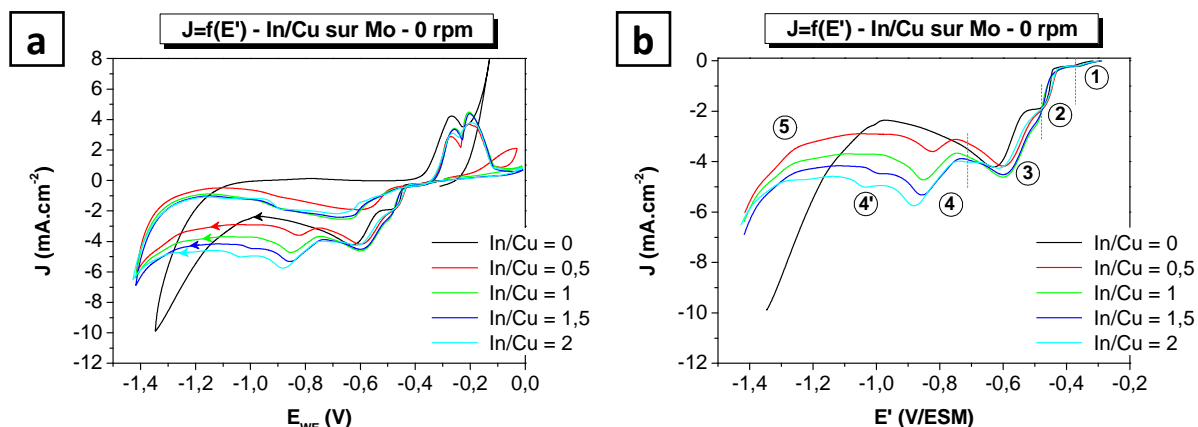 a
J=f(E') - In/Cu sur Mo - 0 rpm
8
6
4
2
0
-2
-4
-6
-8
-10
-12
J (mA.cm-2)
In/Cu = 0
In/Cu = 0,5
In/Cu = 1
In/Cu = 1,5
In/Cu = 2
-1,4 -1,2 -1,0 -0,8 -0,6 -0,4 -0,2 0,0
EWE (V)
b
J=f(E') - In/Cu sur Mo - 0 rpm
0
-2
-4
-6
-8
-10
-12
J (mA.cm-2)
1
2
3
4
4'
5
In/Cu = 0
In/Cu = 0,5
In/Cu = 1
In/Cu = 1,5
In/Cu = 2
-1,4 -1,2 -1,0 -0,8 -0,6 -0,4 -0,2
E' (V/ESM)